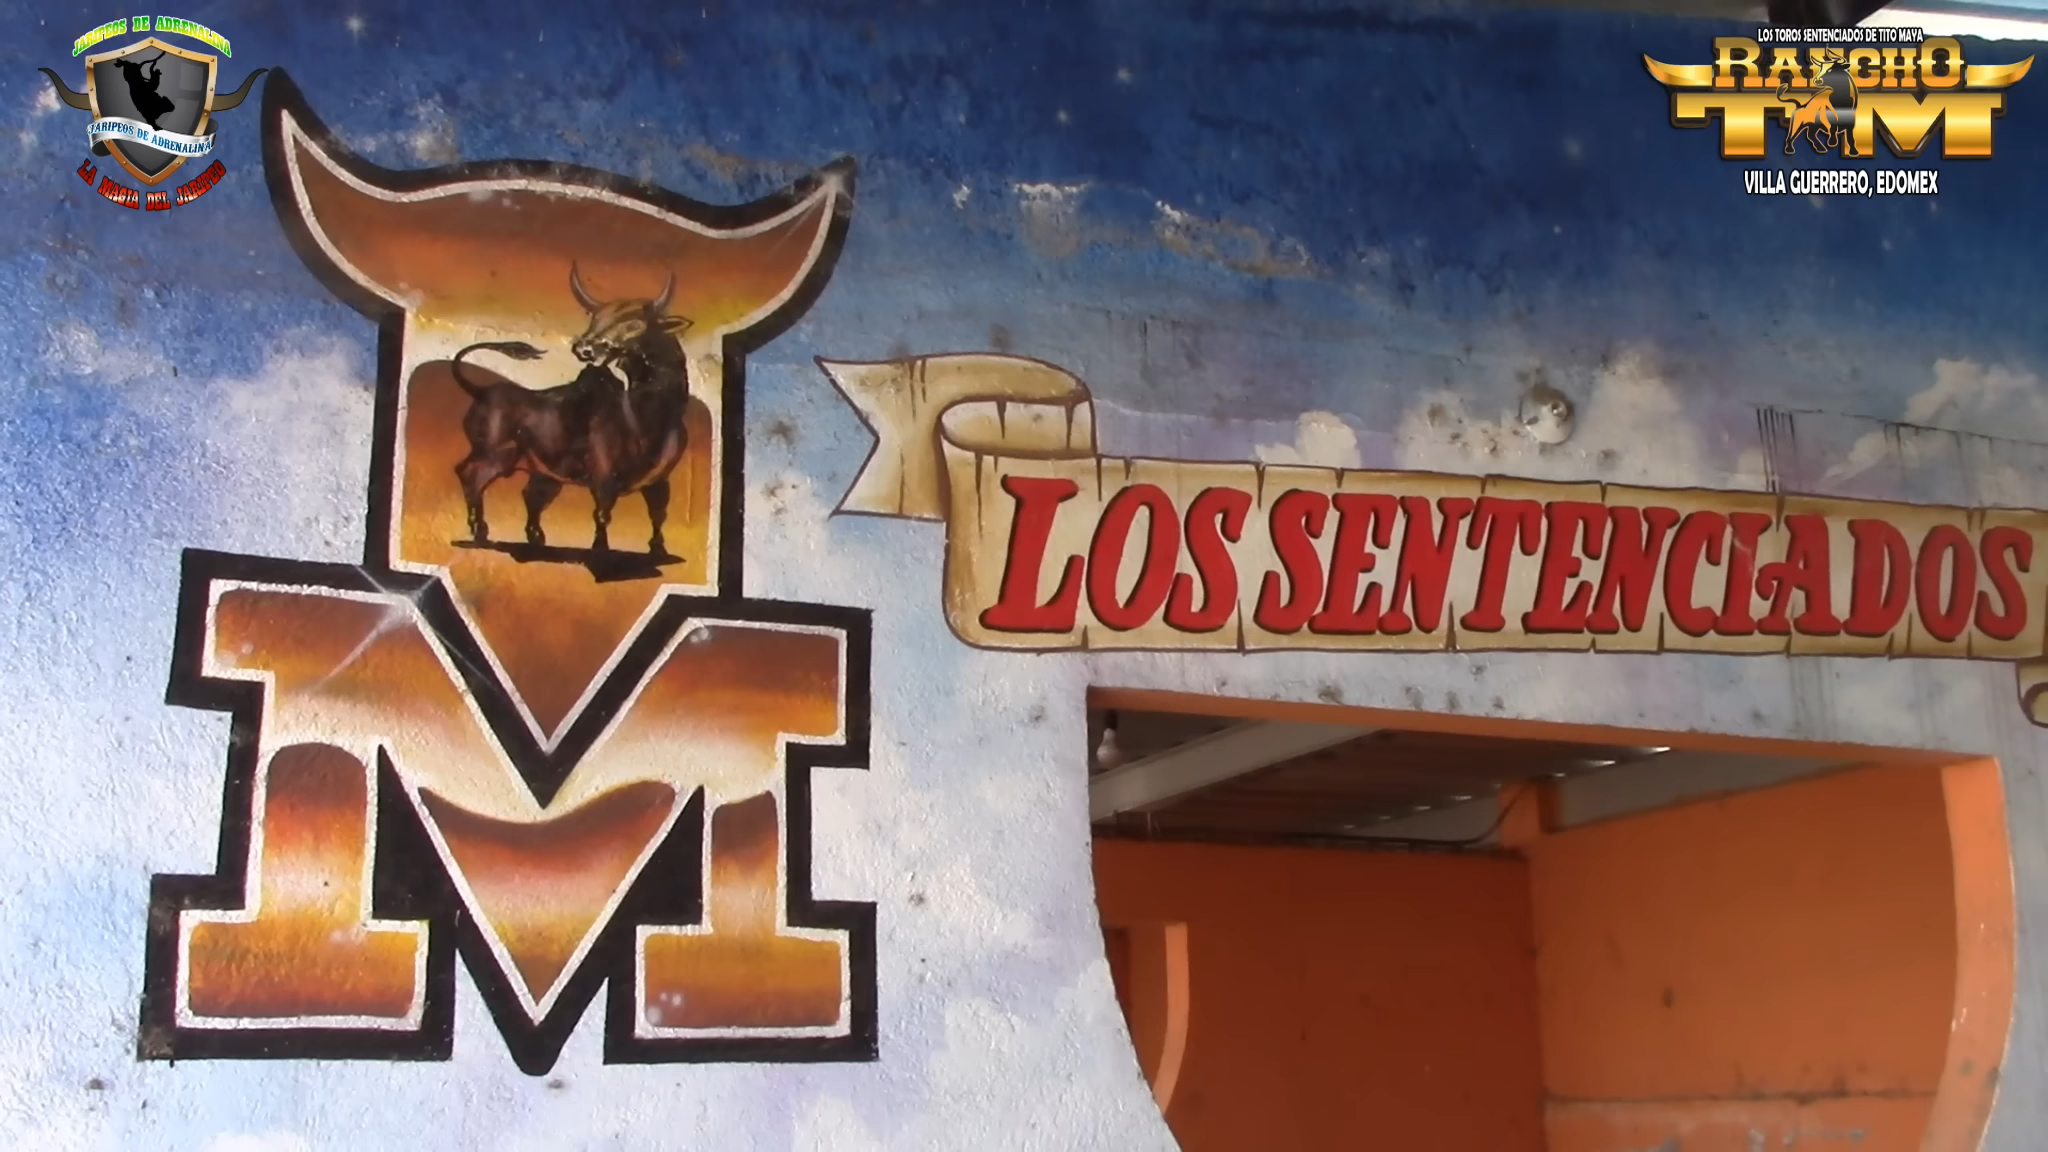 JARIPEOS DE ADRENALINA
JARIPEOS DE ADRENALINA
LA MAGIA DEL JARIPEO
LOS TOROS SENTENCIADOS DE TITO MAYA
RANCHO
TM
VILLA GUERRERO, EDOMEX
TM
LOS SENTENCIADOS